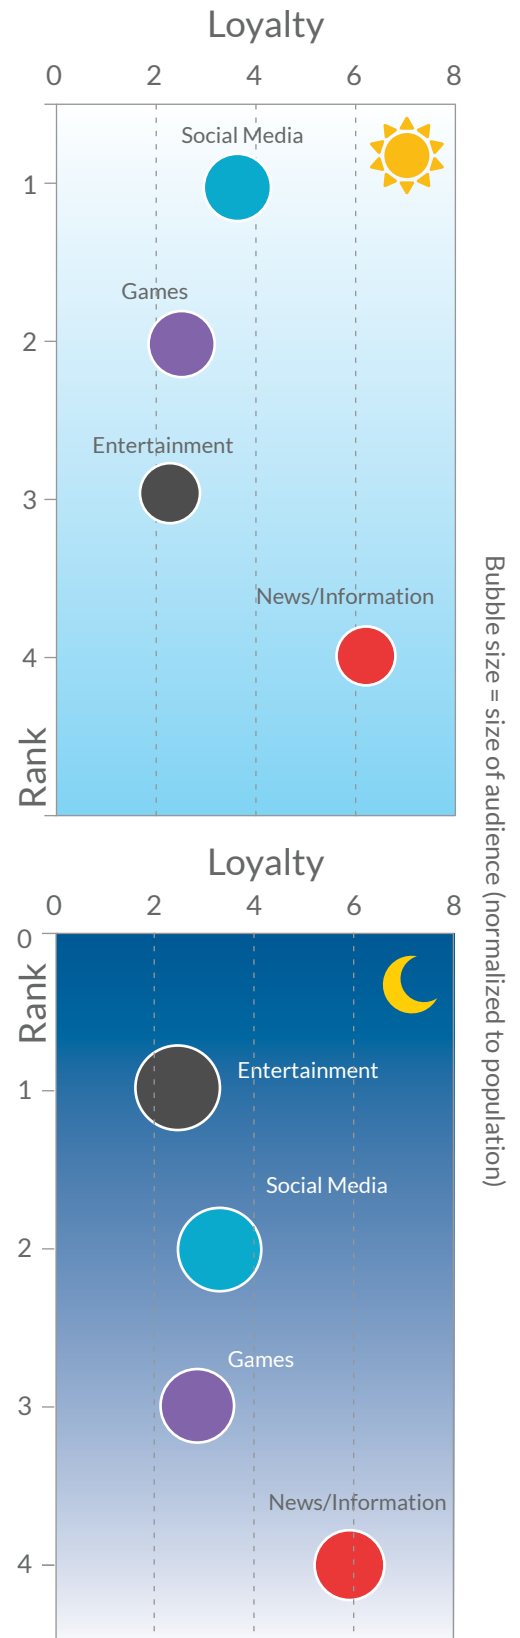 Loyalty
0 2 4 6 8
Social Media
1
Games
2
Entertainment
3
News/Information
4
Rank
Bubble size = size of audience (normalized to population)
Loyalty
0 2 4 6 8
0
Rank
Entertainment
1
Social Media
2
Games
3
News/Information
4